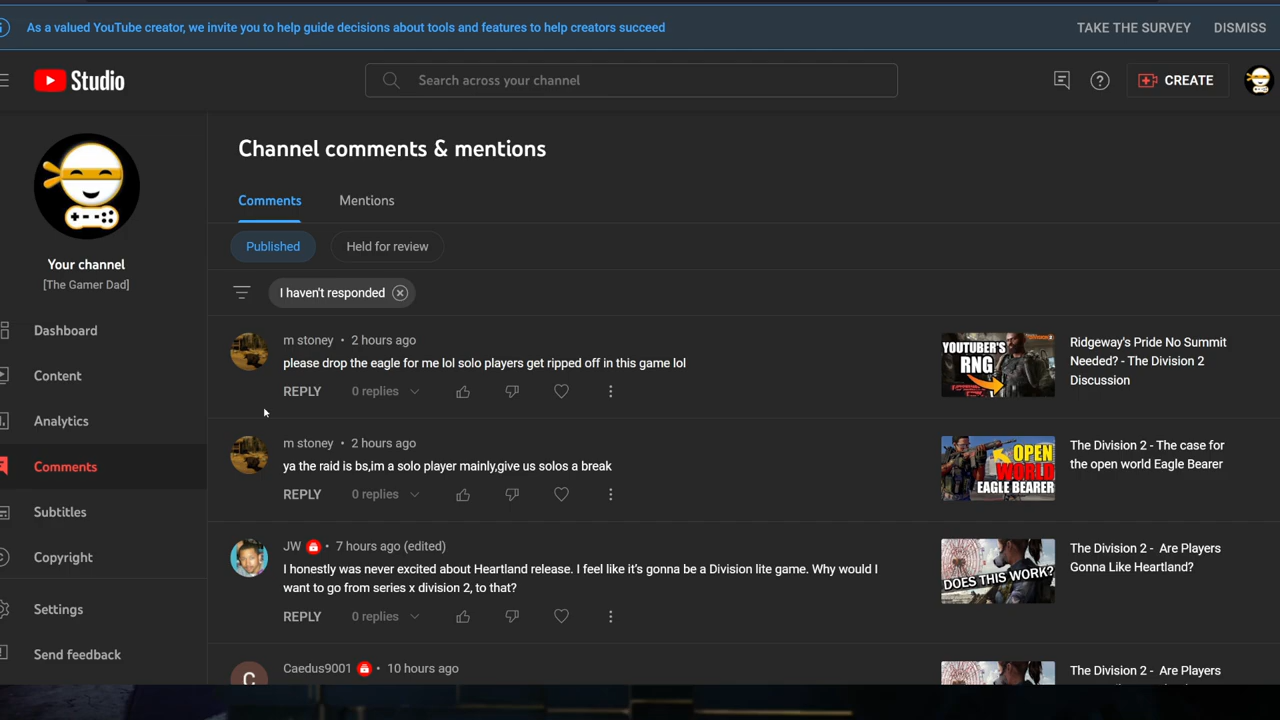 As a valued YouTube creator, we invite you to help guide decisions about tools and features to help creators succeed
TAKE THE SURVEY
DISMISS
Studio
Search across your channel
CREATE
Your channel
[The Gamer Dad]
Dashboard
Content
Analytics
Comments
Subtitles
Copyright
Settings
Send feedback
Channel comments & mentions
Comments
Mentions
Published
Held for review
I haven't responded
m stoney • 2 hours ago
please drop the eagle for me lol solo players get ripped off in this game lol
REPLY
0 replies
YOUTUBER'S
RNG
Ridgeway's Pride No Summit
Needed? - The Division 2
Discussion
m stoney • 2 hours ago
ya the raid is bs,im a solo player mainly,give us solos a break
REPLY
0 replies
OPEN
WORLD
EAGLE BEARER
The Division 2 - The case for
the open world Eagle Bearer
JW • 7 hours ago (edited)
I honestly was never excited about Heartland release. I feel like it's gonna be a Division lite game. Why would I
want to go from series x division 2, to that?
REPLY
0 replies
DOES THIS WORK?
The Division 2 - Are Players
Gonna Like Heartland?
C
Caedus9001 • 10 hours ago
The Division 2 - Are Players